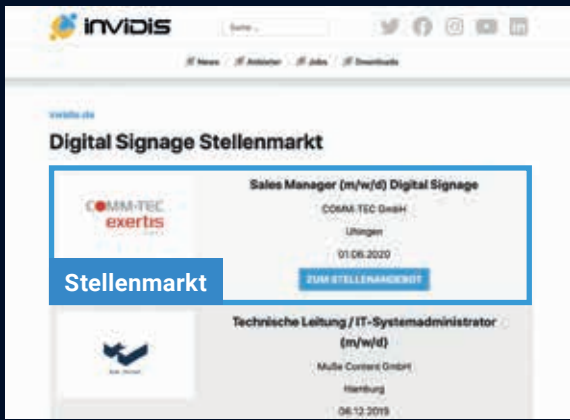 invidis
Suche ...
News Anbieter Jobs Downloads
invidis.de
Digital Signage Stellenmarkt
Sales Manager (m/w/d) Digital Signage
COMM-TEC
exertis
COMM-TEC GmbH
Uhingen
01.06.2020
ZUM STELLENANGEBOT
Stellenmarkt
Technische Leitung / IT-Systemadministrator
(m/w/d)
Muße Content GmbH
Hamburg
06.12.2019